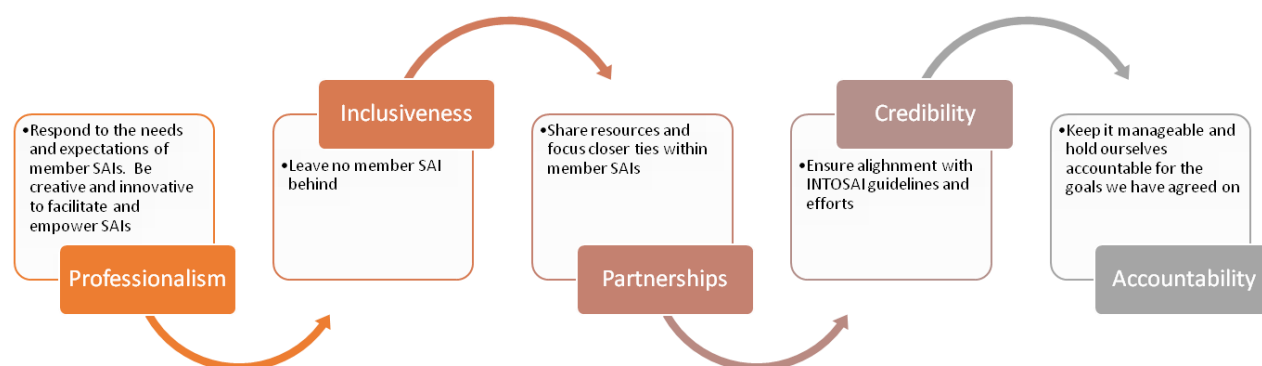 •Respond to the needs
and expectations of
member SAIs.  Be
creative and innovative
to facilitate and
empower SAIs
Professionalism
Inclusiveness
•Leave no member SAI
behind
•Share resources and
focus closer ties within
member SAIs
Partnerships
Credibility
•Ensure alighnment with
INTOSAI guidelines and
efforts
•Keep it manageable and
hold ourselves
accountable for the
goals we have agreed on
Accountability